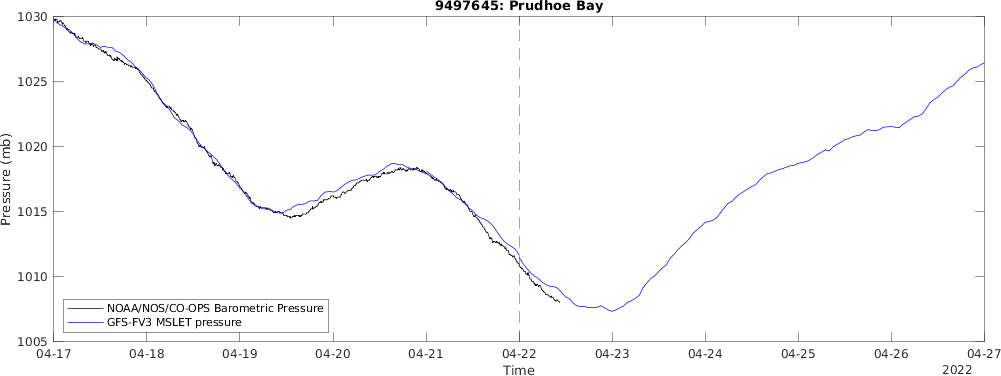 9497645: Prudhoe Bay
1030
1025
1020
1015
1010
1005
Pressure (mb)
NOAA/NOS/CO-OPS Barometric Pressure
GFS-FV3 MSLET pressure
04-17 04-18 04-19 04-20 04-21 04-22 04-23 04-24 04-25 04-26 04-27
Time
2022